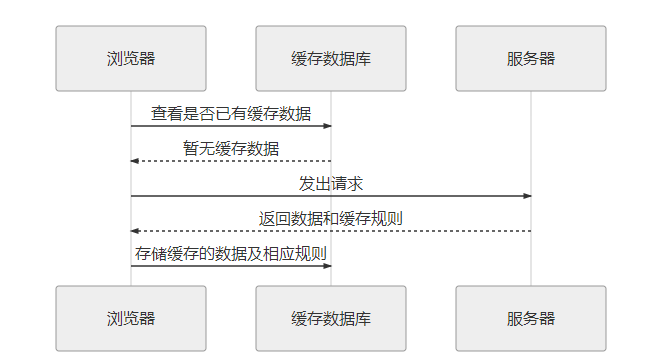 浏览器 缓存数据库 服务器
查看是否已有缓存数据
暂无缓存数据
发出请求
返回数据和缓存规则
存储缓存的数据及相应规则
浏览器 缓存数据库 服务器